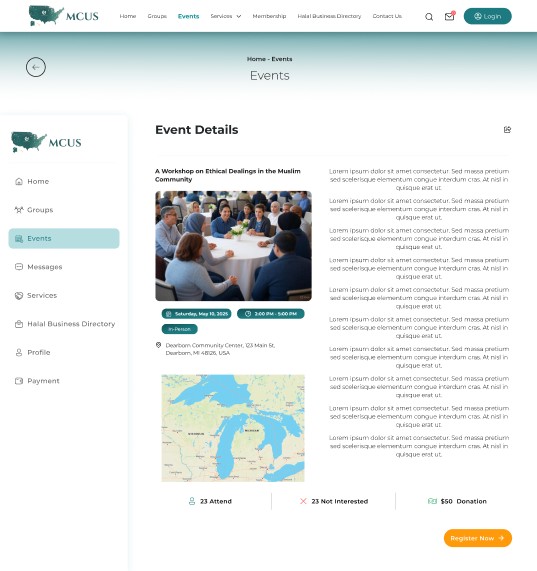 MCUS
Home
Groups
Events
Services
Membership
Halal Business Directory
Contact Us
Login
Home - Events
Events
MCUS
Home
Groups
Events
Messages
Services
Halal Business Directory
Profile
Payment
Event Details
A Workshop on Ethical Dealings in the Muslim
Community
Saturday, May 10, 2025
2:00 PM - 5:00 PM
In-Person
Dearborn Community Center, 123 Main St,
Dearborn, MI 48126, USA
WISCONSIN
MICHIGAN
Lorem ipsum dolor sit amet consectetur. Sed massa pretium
sed scelerisque elementum congue interdum cras. At nisl in
quisque erat ut.
Lorem ipsum dolor sit amet consectetur. Sed massa pretium
sed scelerisque elementum congue interdum cras. At nisl in
quisque erat ut.
Lorem ipsum dolor sit amet consectetur. Sed massa pretium
sed scelerisque elementum congue interdum cras. At nisl in
quisque erat ut.
Lorem ipsum dolor sit amet consectetur. Sed massa pretium
sed scelerisque elementum congue interdum cras. At nisl in
quisque erat ut.
Lorem ipsum dolor sit amet consectetur. Sed massa pretium
sed scelerisque elementum congue interdum cras. At nisl in
quisque erat ut.
Lorem ipsum dolor sit amet consectetur. Sed massa pretium
sed scelerisque elementum congue interdum cras. At nisl in
quisque erat ut.
Lorem ipsum dolor sit amet consectetur. Sed massa pretium
sed scelerisque elementum congue interdum cras. At nisl in
quisque erat ut.
Lorem ipsum dolor sit amet consectetur. Sed massa pretium
sed scelerisque elementum congue interdum cras. At nisl in
quisque erat ut.
Lorem ipsum dolor sit amet consectetur. Sed massa pretium
sed scelerisque elementum congue interdum cras. At nisl in
quisque erat ut.
Lorem ipsum dolor sit amet consectetur. Sed massa pretium
sed scelerisque elementum congue interdum cras. At nisl in
quisque erat ut.
23 Attend
23 Not Interested
$50 Donation
Register Now